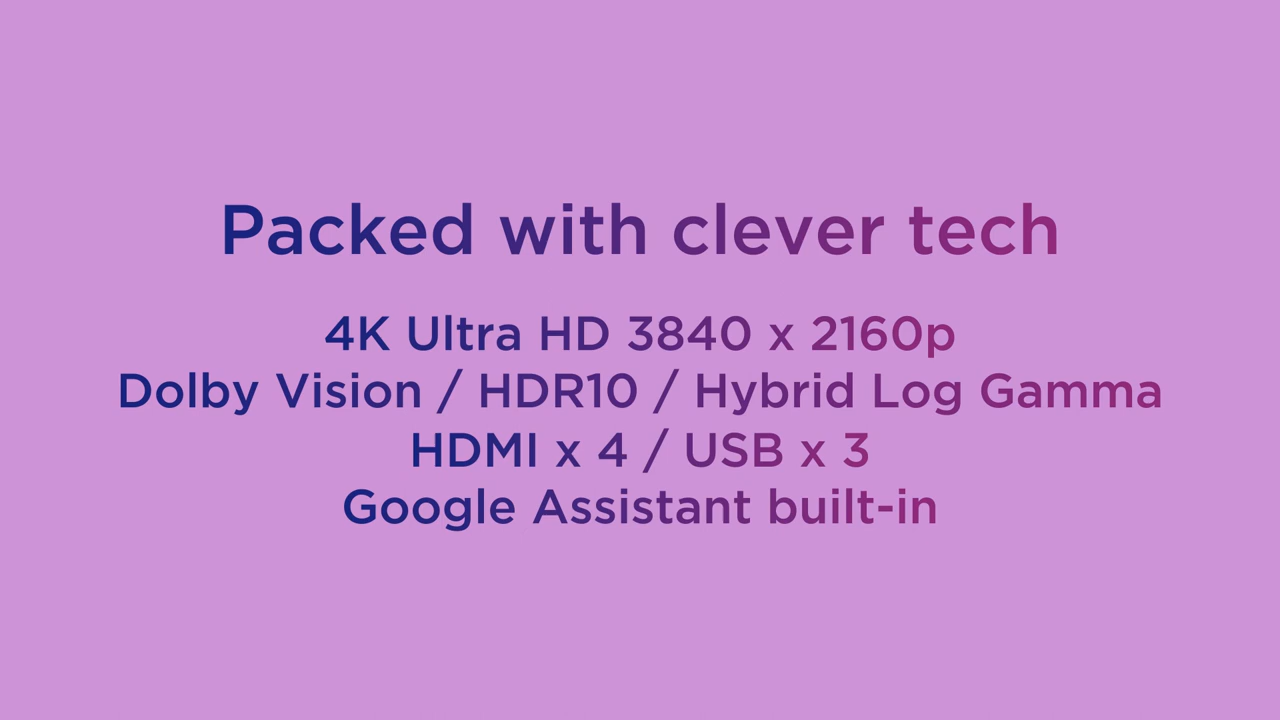 Packed with clever tech
4K Ultra HD 3840 x 2160p
Dolby Vision / HDR10 / Hybrid Log Gamma
HDMI x 4 / USB x 3
Google Assistant built-in